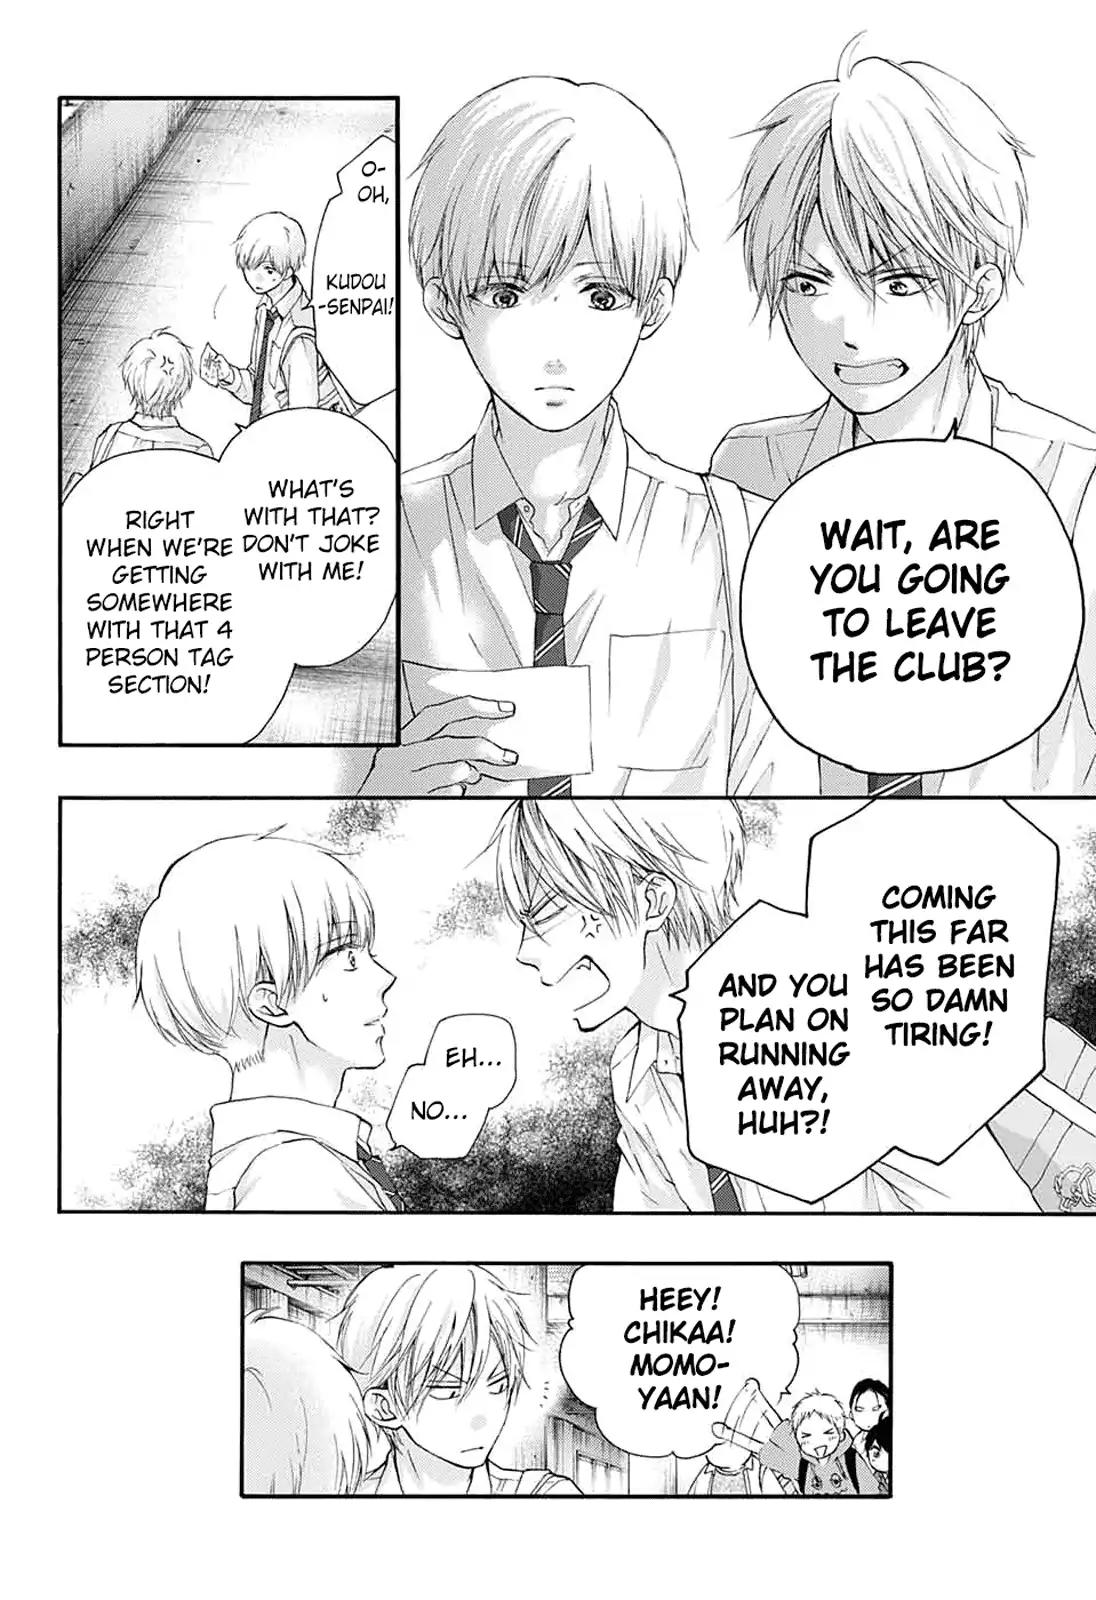 WAIT, ARE
YOU GOING
TO LEAVE
THE CLUB?
O-
OH,
KUDOU
-SENPAI!
WHAT'S
WITH THAT?
DON'T JOKE
WITH ME!
RIGHT
WHEN WE'RE
GETTING
SOMEWHERE
WITH THAT 4
PERSON TAG
SECTION!
COMING
THIS FAR
HAS BEEN
SO DAMN
TIRING!
AND YOU
PLAN ON
RUNNING
AWAY,
HUH?!
EH...
NO...
HEEY!
CHIKAA!
MOMO-
YAAN!